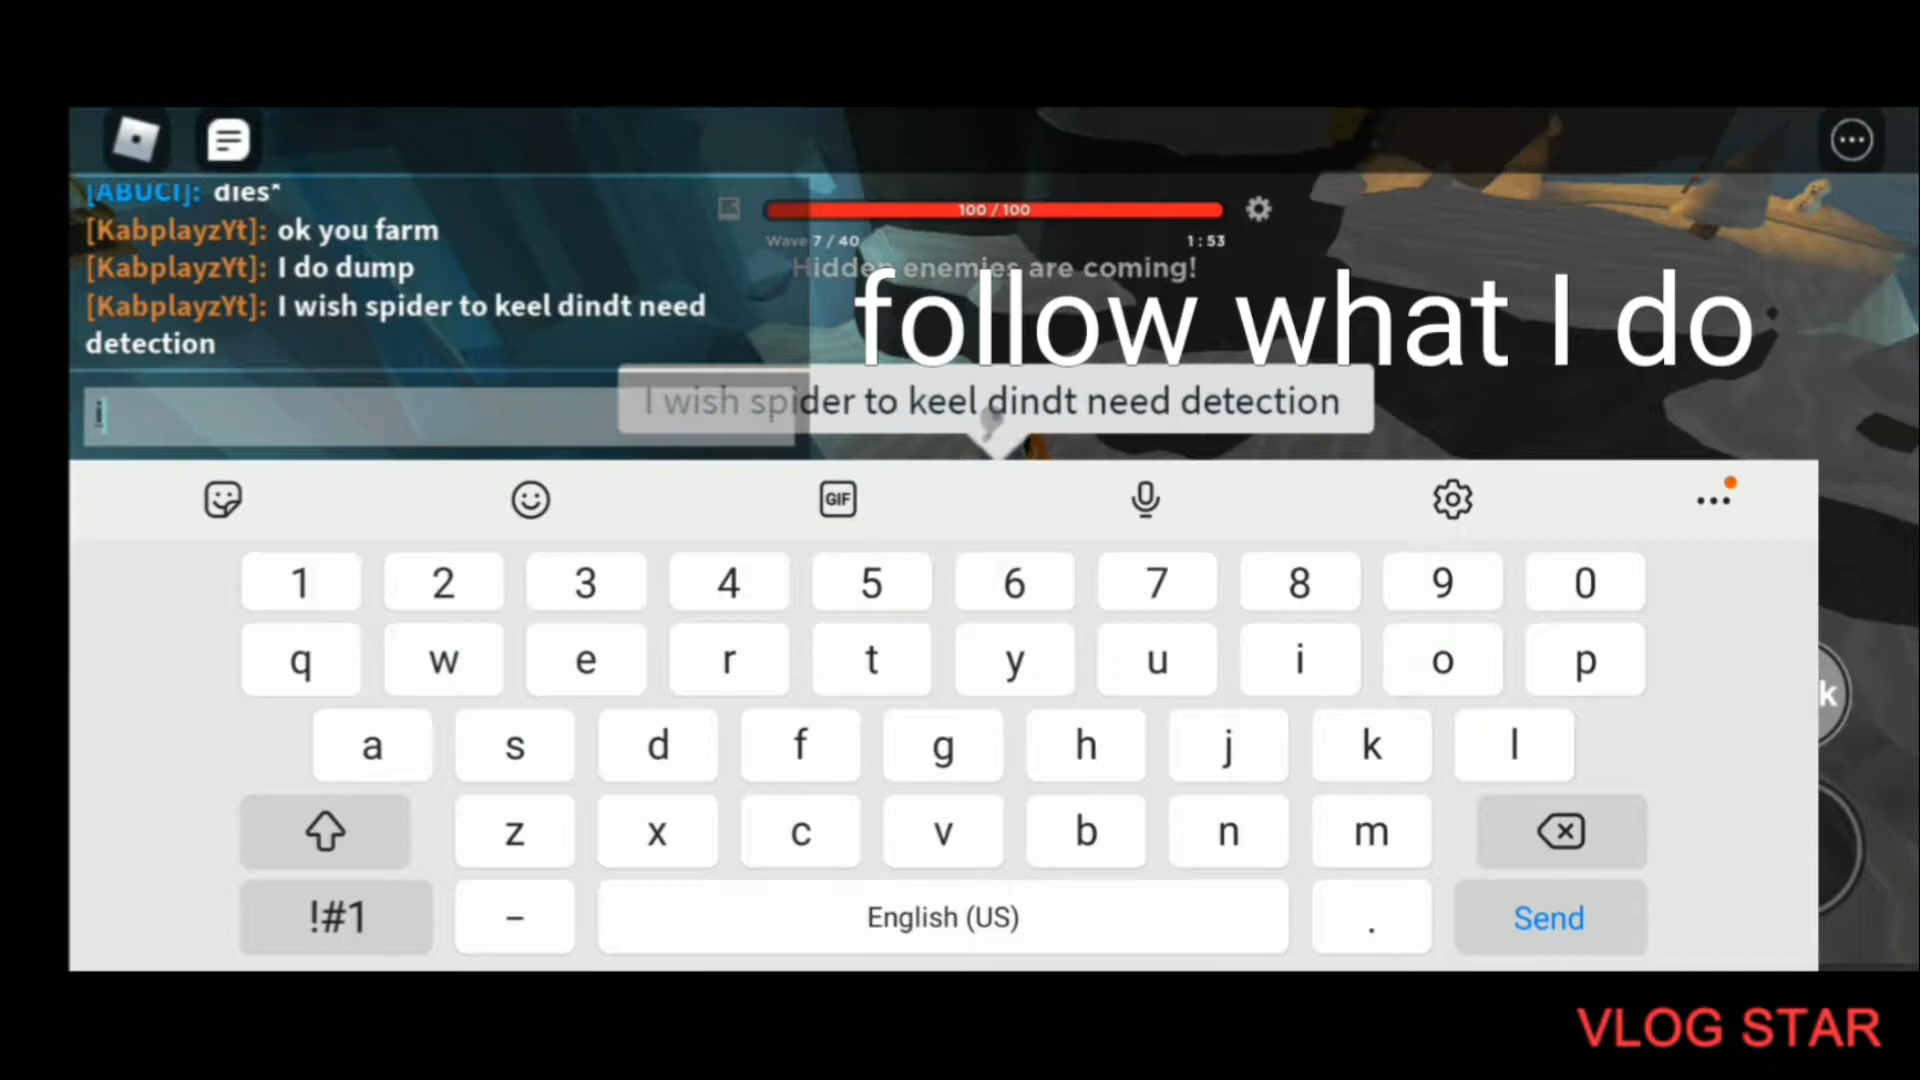 [ABUCI]: dies*
[KabplayzYt]: ok you farm
[KabplayzYt]: I do dump
[KabplayzYt]: I wish spider to keel dindt need
detection
100 / 100
Wave 7 / 40 1:53
Hidden enemies are coming!
follow what I do
I wish spider to keel dindt need detection
i
GIF
1 2 3 4 5 6 7 8 9 0
q w e r t y u i o p
a s d f g h j k l
z x c v b n m
!#1 - English (US) . Send
k
VLOG STAR